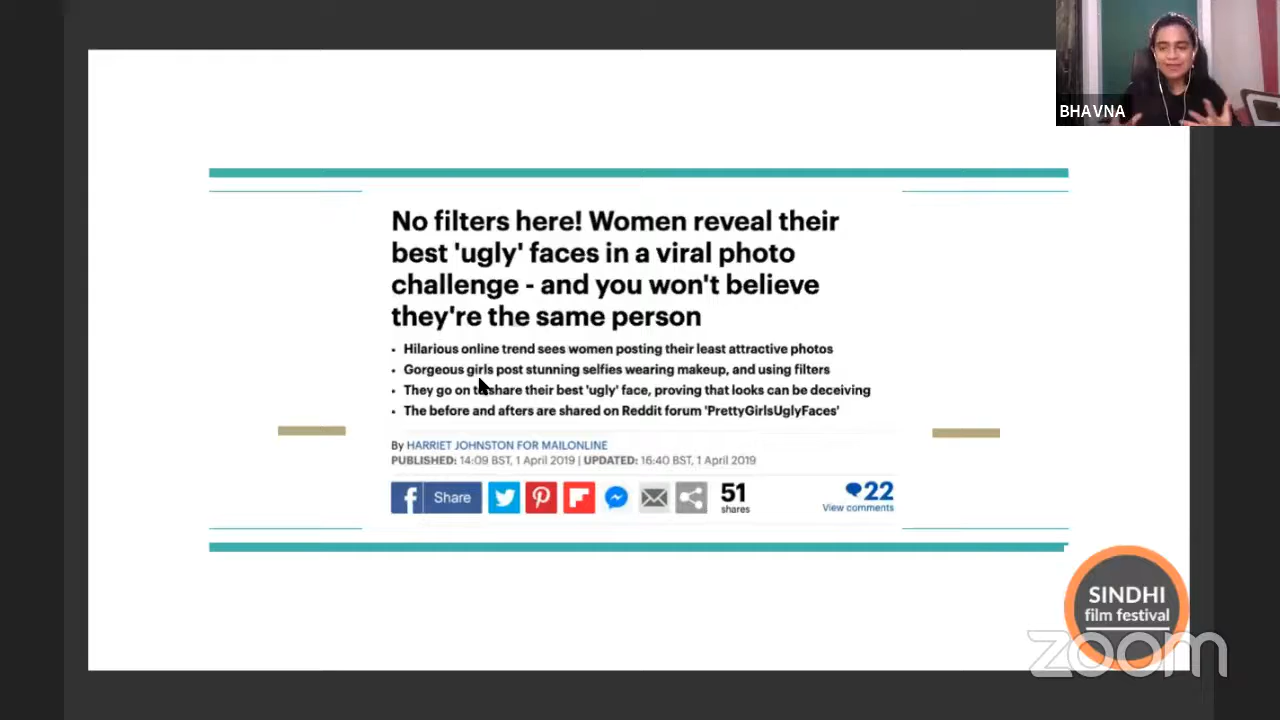 BHAVNA
No filters here! Women reveal their
best 'ugly' faces in a viral photo
challenge - and you won't believe
they're the same person
• Hilarious online trend sees women posting their least attractive photos
• Gorgeous girls post stunning selfies wearing makeup, and using filters
• They go on to share their best 'ugly' face, proving that looks can be deceiving
• The before and afters are shared on Reddit forum 'PrettyGirlsUglyFaces'
By HARRIET JOHNSTON FOR MAILONLINE
PUBLISHED: 14:09 BST, 1 April 2019 | UPDATED: 16:40 BST, 1 April 2019
Share
51
shares
22
View comments
SINDHI
film festival
zoom